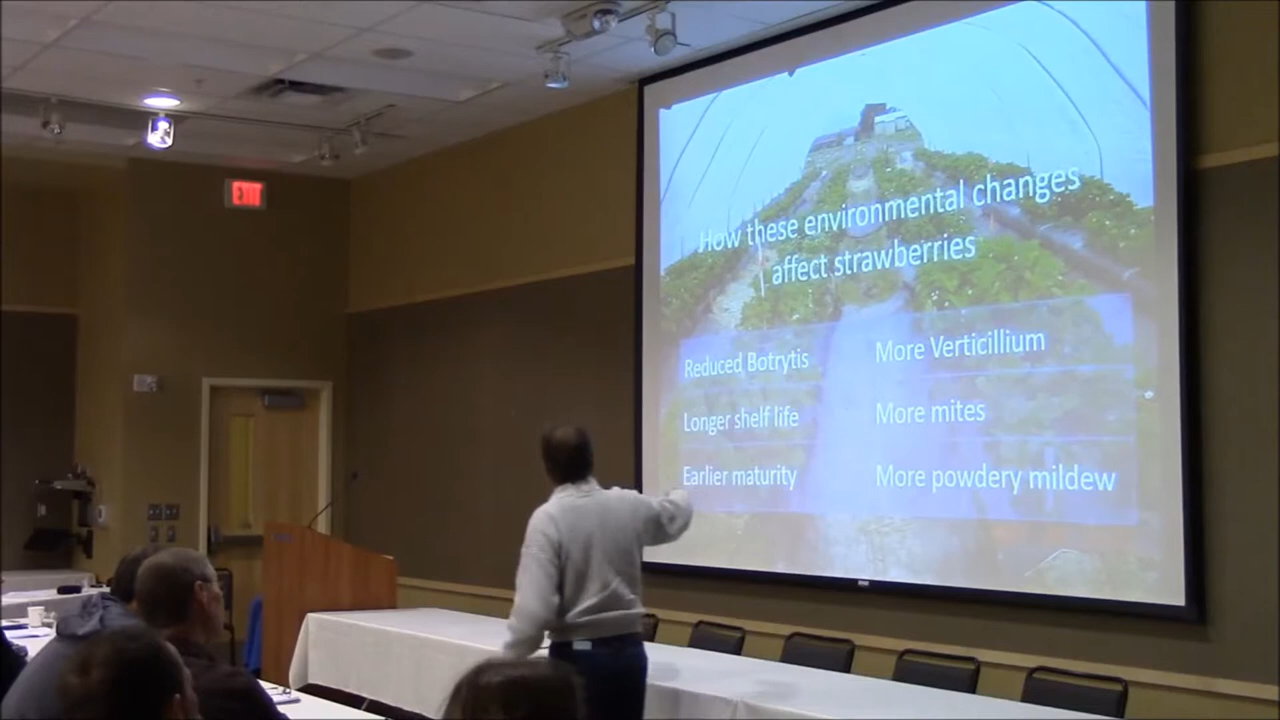 EXIT
How these environmental changes
affect strawberries
Reduced Botrytis
More Verticillium
Longer shelf life
More mites
Earlier maturity
More powdery mildew